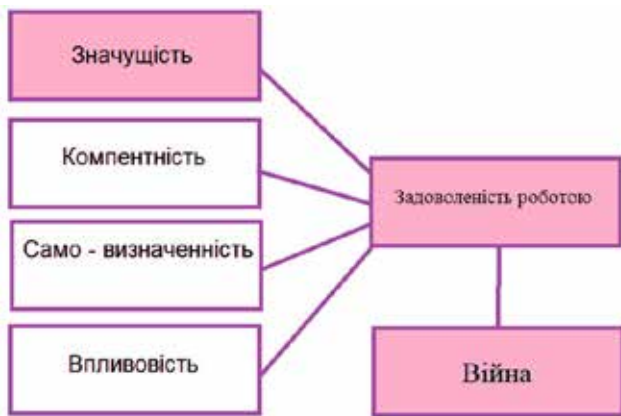 Значущість
Компентність
Само - визначенність
Впливовість
Задоволеність роботою
Війна